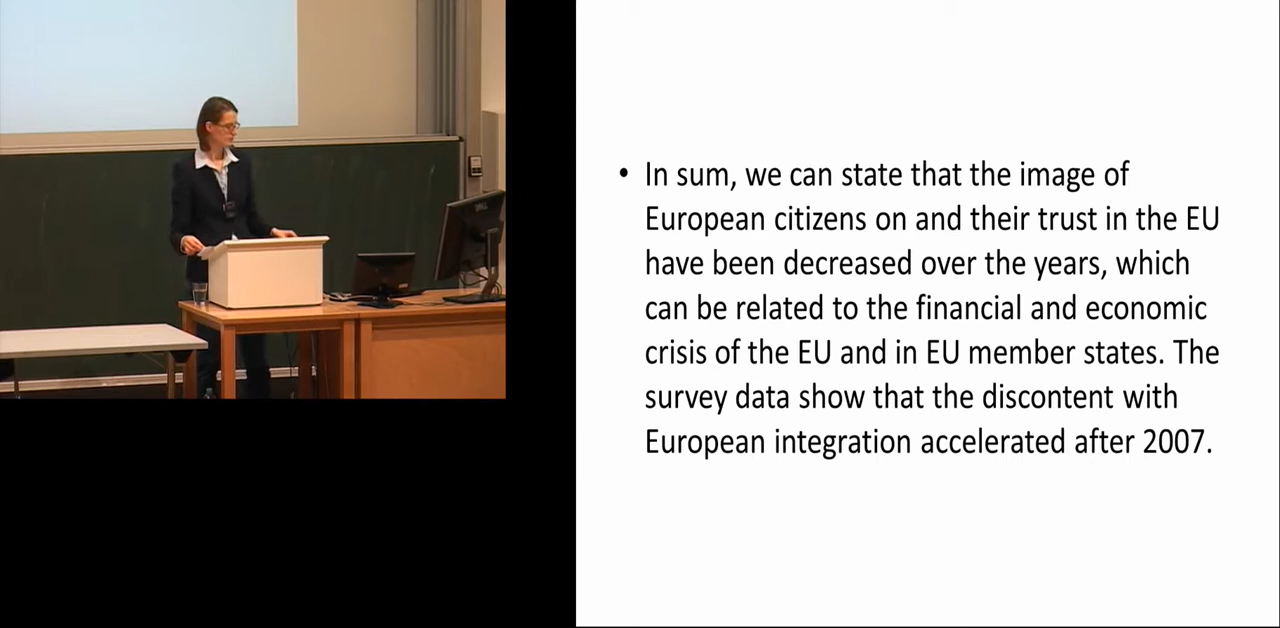 • In sum, we can state that the image of
European citizens on and their trust in the EU
have been decreased over the years, which
can be related to the financial and economic
crisis of the EU and in EU member states. The
survey data show that the discontent with
European integration accelerated after 2007.